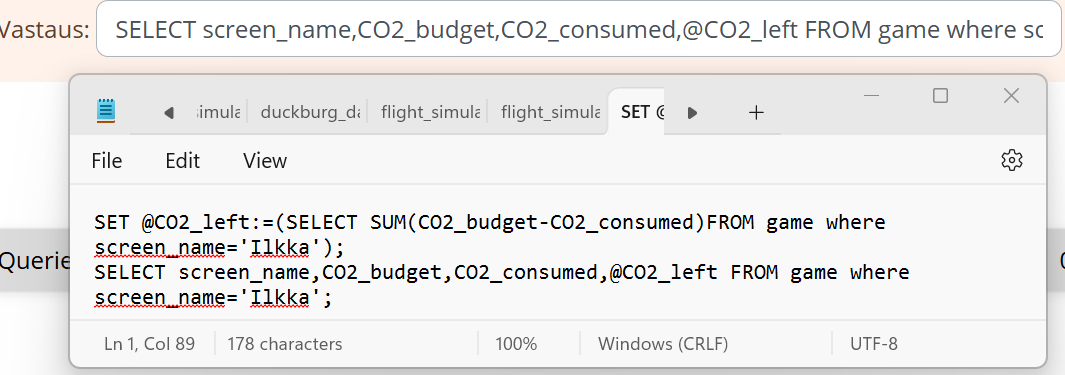 Vastaus: SELECT screen_name,CO2_budget,CO2_consumed,@CO2_left FROM game where sc
simula duckburg_da flight_simula flight_simula SET @
File Edit View
SET @CO2_left:=(SELECT SUM(CO2_budget-CO2_consumed)FROM game where
screen_name='Ilkka');
SELECT screen_name,CO2_budget,CO2_consumed,@CO2_left FROM game where
screen_name='Ilkka';
Querie
Ln 1, Col 89 178 characters 100% Windows (CRLF) UTF-8